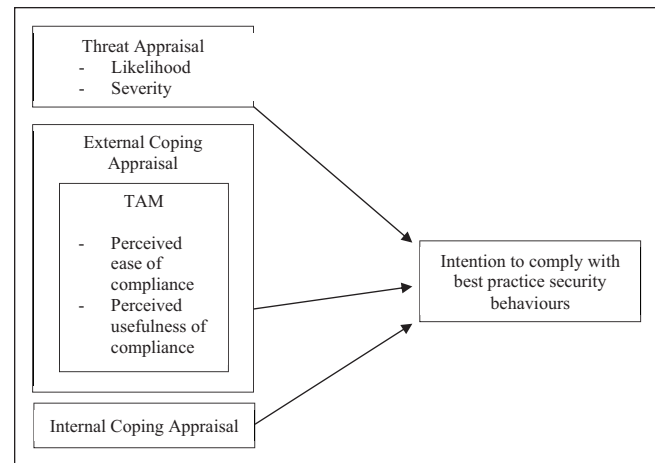 Threat Appraisal
- Likelihood
- Severity
External Coping
Appraisal
TAM
- Perceived
ease of
compliance
- Perceived
usefulness of
compliance
Internal Coping Appraisal
Intention to comply with
best practice security
behaviours